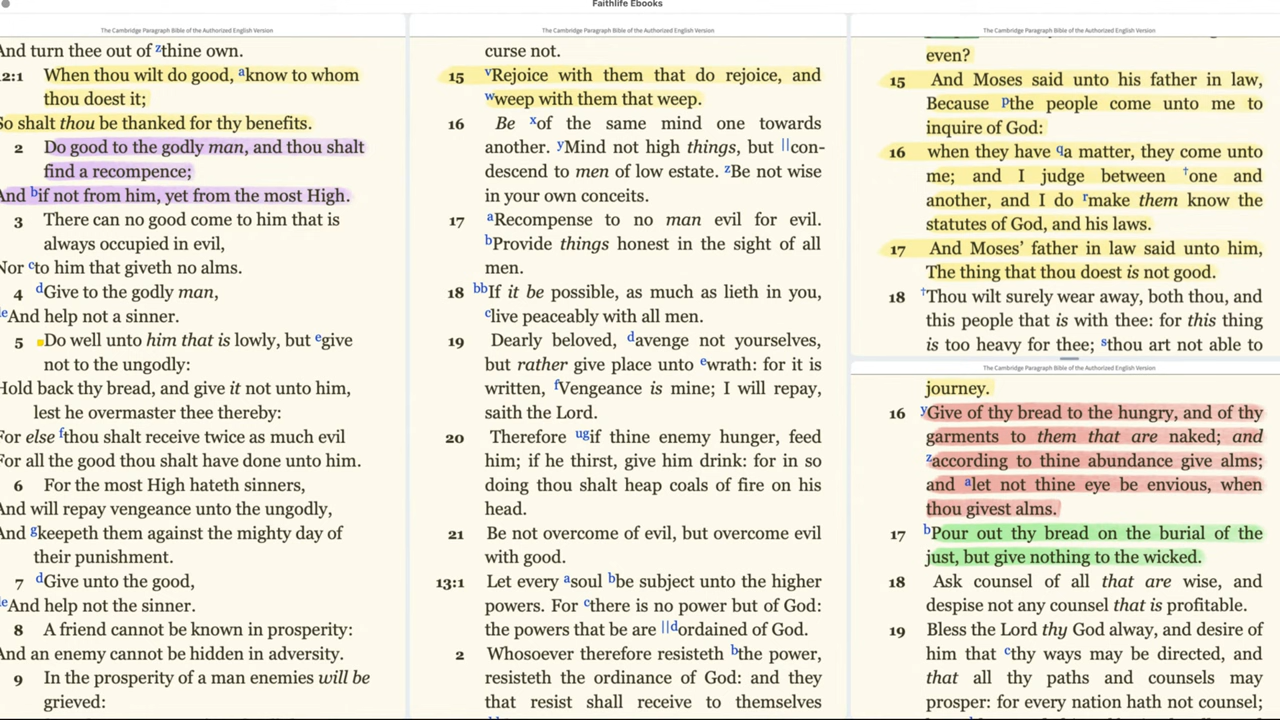 Faithlife Ebooks
The Cambridge Paragraph Bible of the Authorized English Version
And turn thee out of zthine own.
12:1 When thou wilt do good, aknow to whom
thou doest it;
So shalt thou be thanked for thy benefits.
2 Do good to the godly man, and thou shalt
find a recompence;
And bif not from him, yet from the most High.
3 There can no good come to him that is
always occupied in evil,
Nor cto him that giveth no alms.
4 dGive to the godly man,
eAnd help not a sinner.
5 Do well unto him that is lowly, but egive
not to the ungodly:
Hold back thy bread, and give it not unto him,
lest he overmaster thee thereby:
For else fthou shalt receive twice as much evil
For all the good thou shalt have done unto him.
6 For the most High hateth sinners,
And will repay vengeance unto the ungodly,
And gkeepeth them against the mighty day of
their punishment.
7 dGive unto the good,
eAnd help not the sinner.
8 A friend cannot be known in prosperity:
And an enemy cannot be hidden in adversity.
9 In the prosperity of a man enemies will be
grieved:
The Cambridge Paragraph Bible of the Authorized English Version
curse not.
15 vRejoice with them that do rejoice, and
wweep with them that weep.
16 Be xof the same mind one towards
another. yMind not high things, but ||con-
descend to men of low estate. zBe not wise
in your own conceits.
17 aRecompense to no man evil for evil.
bProvide things honest in the sight of all
men.
18 bbIf it be possible, as much as lieth in you,
clive peaceably with all men.
19 Dearly beloved, davenge not yourselves,
but rather give place unto ewrath: for it is
written, fVengeance is mine; I will repay,
saith the Lord.
20 Therefore ugif thine enemy hunger, feed
him; if he thirst, give him drink: for in so
doing thou shalt heap coals of fire on his
head.
21 Be not overcome of evil, but overcome evil
with good.
13:1 Let every asoul bbe subject unto the higher
powers. For cthere is no power but of God:
the powers that be are ||dordained of God.
2 Whosoever therefore resisteth bthe power,
resisteth the ordinance of God: and they
that resist shall receive to themselves
The Cambridge Paragraph Bible of the Authorized English Version
even?
15 And Moses said unto his father in law,
Because pthe people come unto me to
inquire of God:
16 when they have qa matter, they come unto
me; and I judge between †one and
another, and I do rmake them know the
statutes of God, and his laws.
17 And Moses' father in law said unto him,
The thing that thou doest is not good.
18 †Thou wilt surely wear away, both thou, and
this people that is with thee: for this thing
is too heavy for thee; sthou art not able to
The Cambridge Paragraph Bible of the Authorized English Version
journey.
16 yGive of thy bread to the hungry, and of thy
garments to them that are naked; and
zaccording to thine abundance give alms;
and alet not thine eye be envious, when
thou givest alms.
17 bPour out thy bread on the burial of the
just, but give nothing to the wicked.
18 Ask counsel of all that are wise, and
despise not any counsel that is profitable.
19 Bless the Lord thy God alway, and desire of
him that cthy ways may be directed, and
that all thy paths and counsels may
prosper: for every nation hath not counsel;